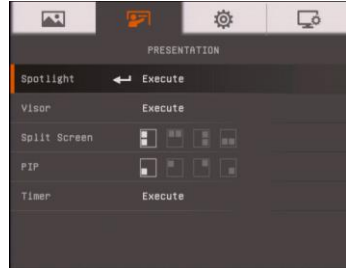 PRESENTATION
Spotlight Execute
Visor Execute
Split Screen
PIP
Timer Execute